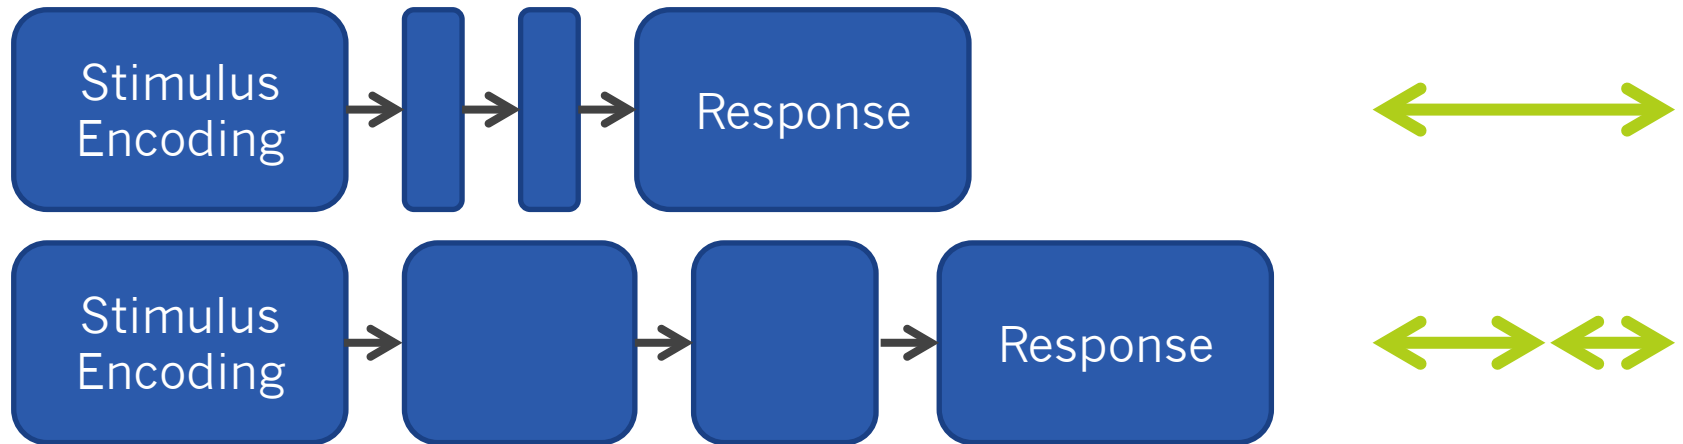 Stimulus
Encoding
Response
Stimulus
Encoding
Response